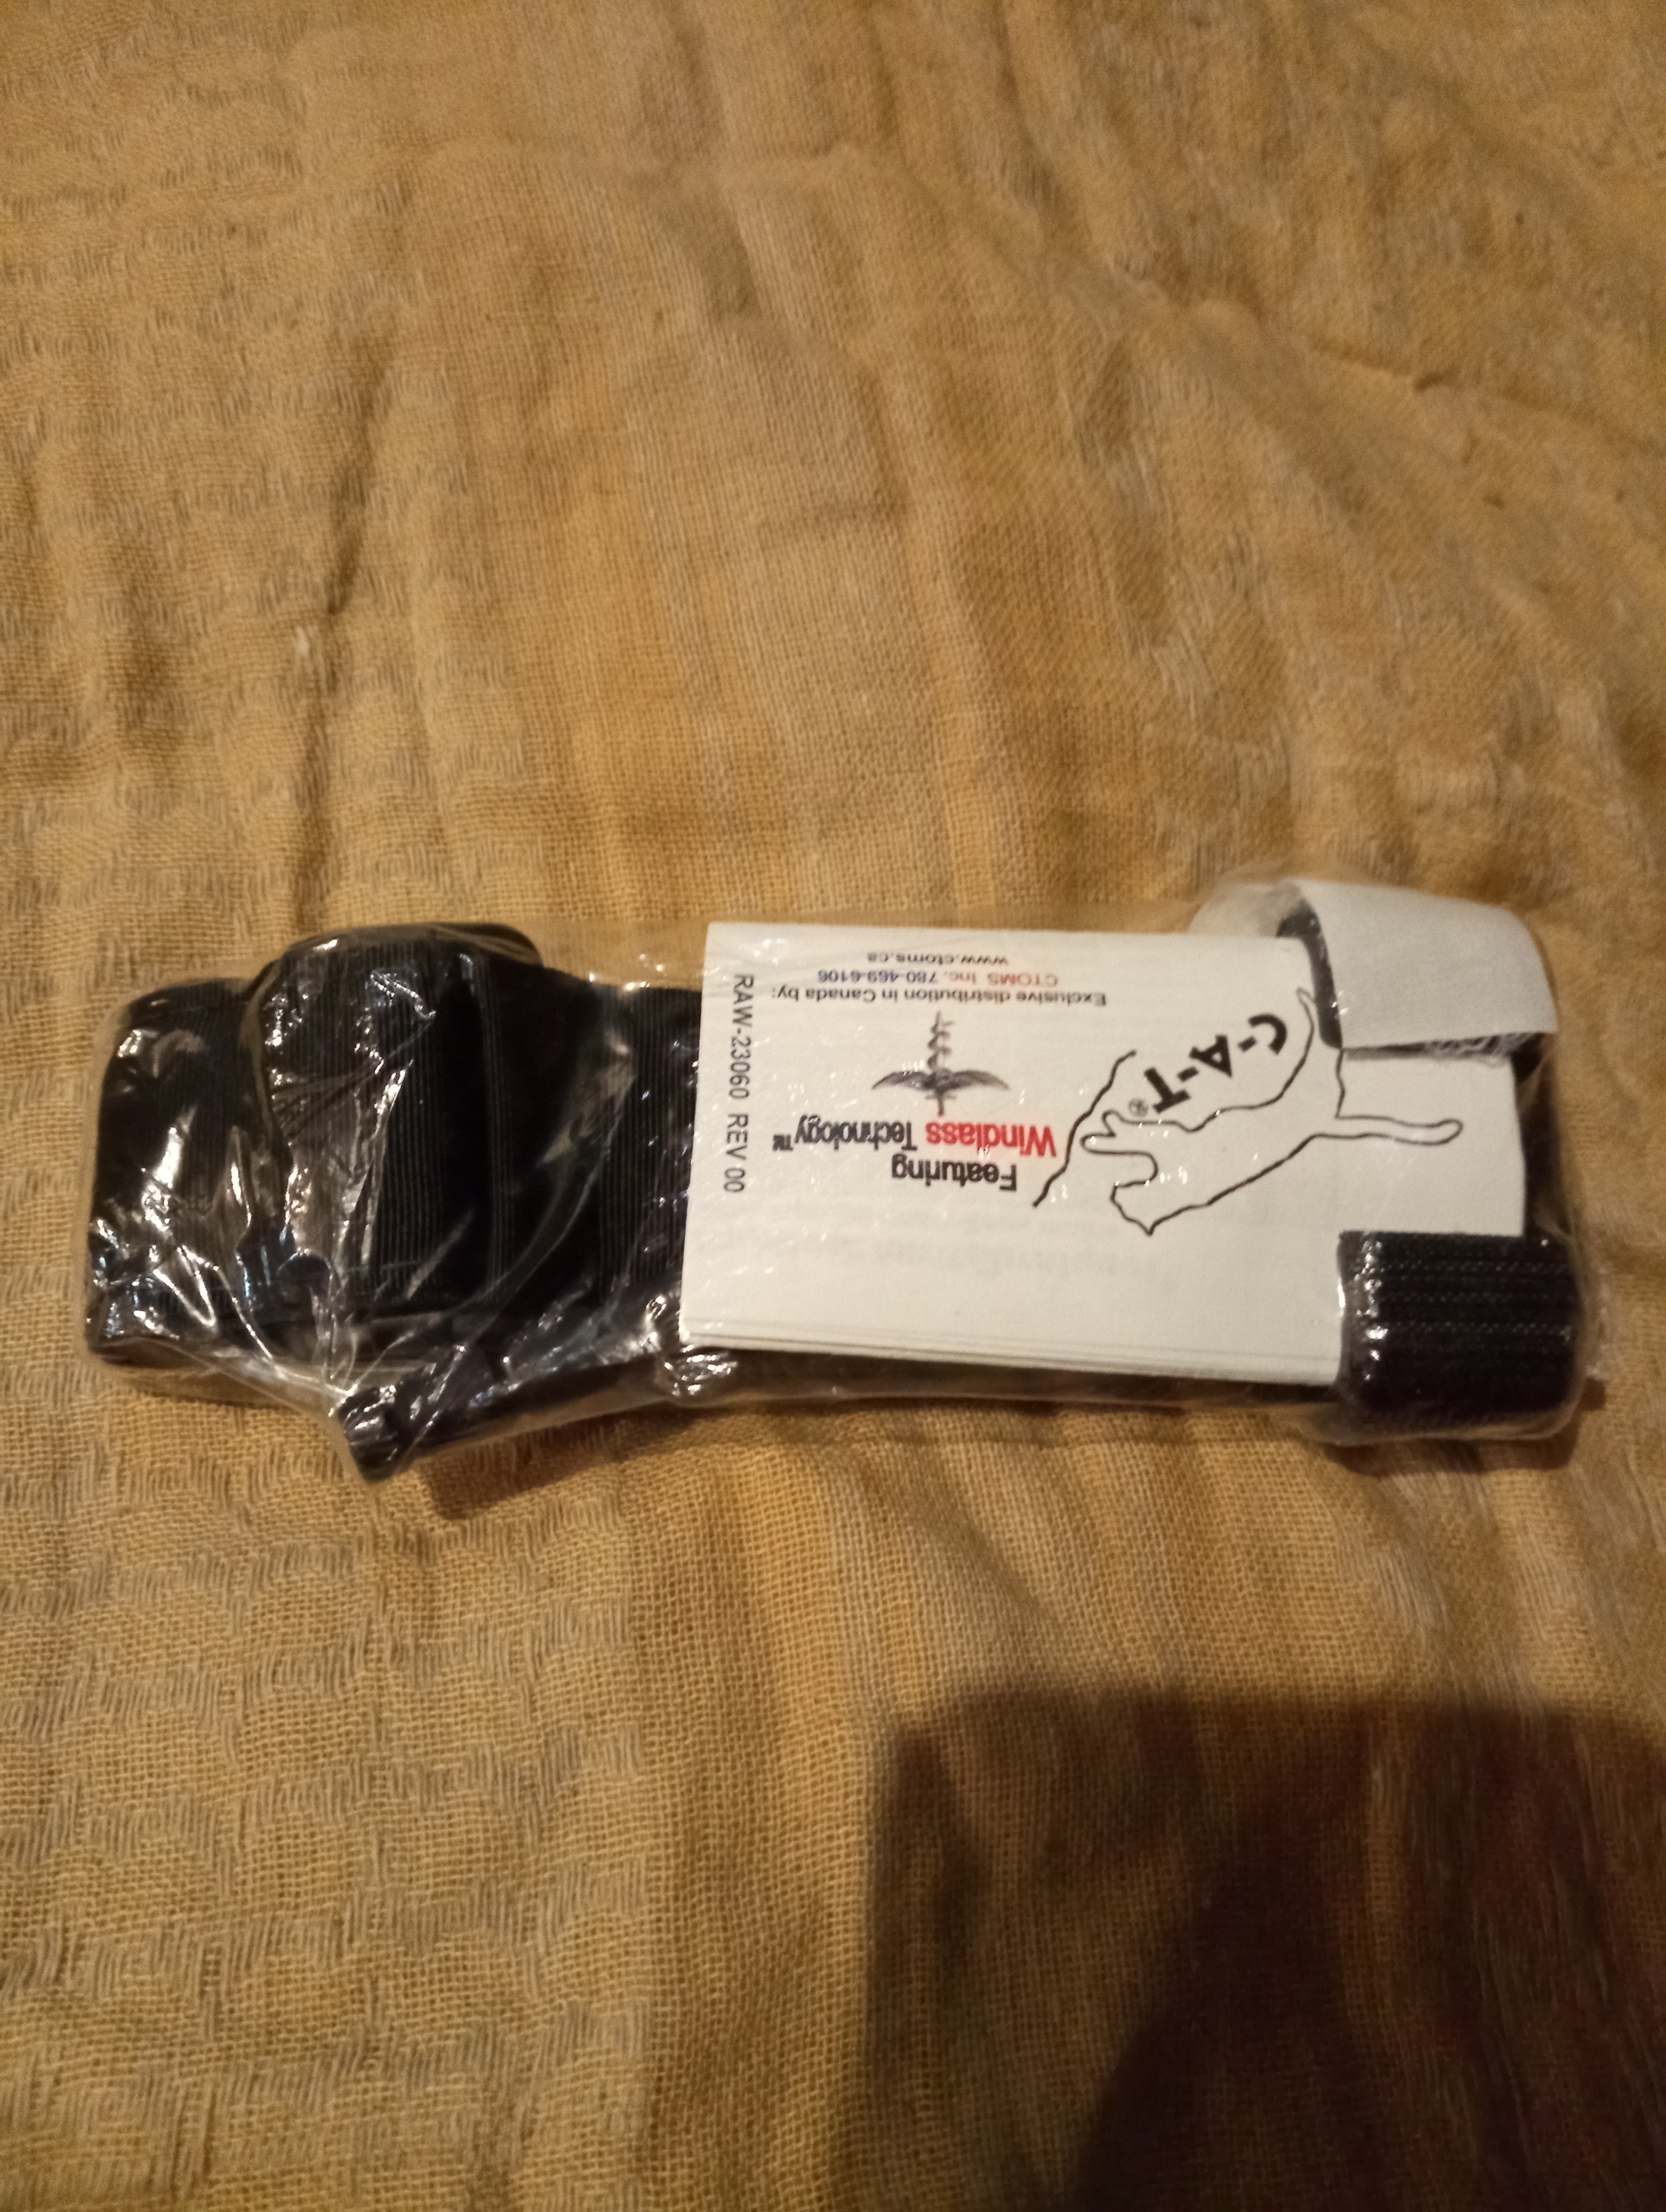 C-A-T®
Featuring
Windlass Technology™
Exclusive distribution in Canada by:
CTOMS Inc. 780-469-6106
www.ctoms.ca
RAW-23060 REV 00